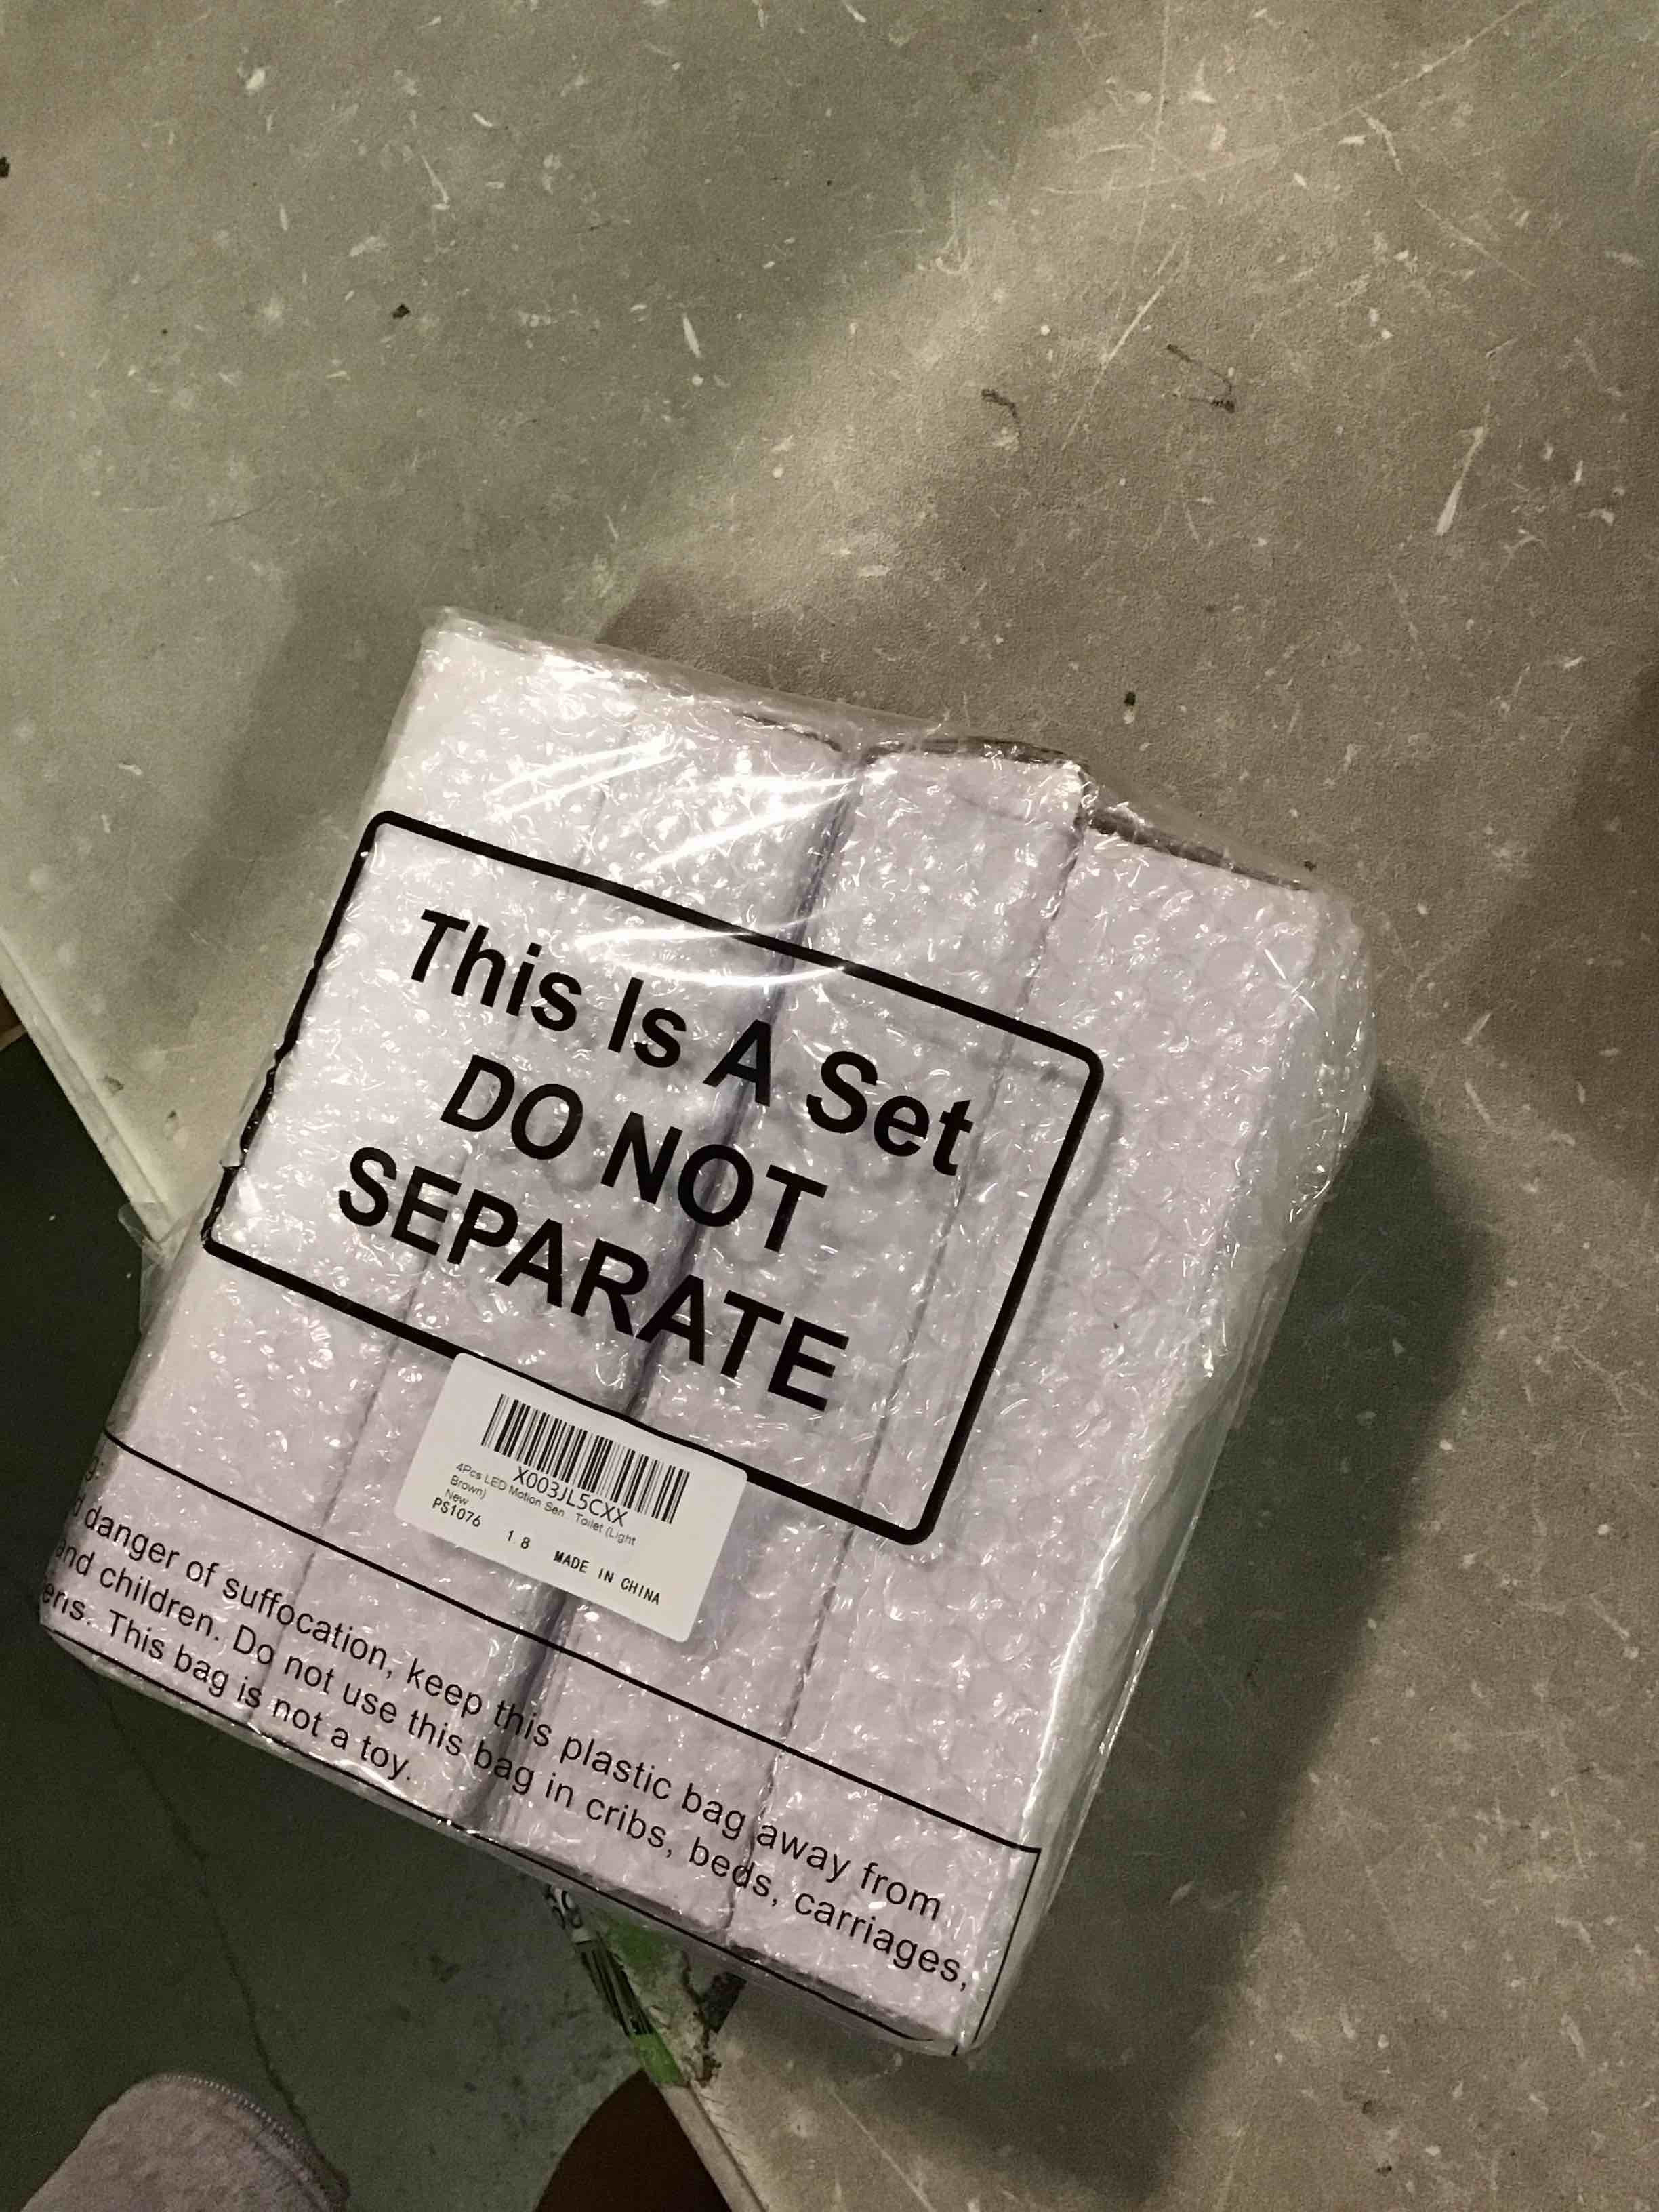 This Is A Set
DO NOT
SEPARATE
X003JL5CXX
4Pcs LED Motion Sen... Toilet (Light
Brown)
New
PS1076 18 MADE IN CHINA
g:
danger of suffocation, keep this plastic bag away from
and children. Do not use this bag in cribs, beds, carriages,
ens. This bag is not a toy.